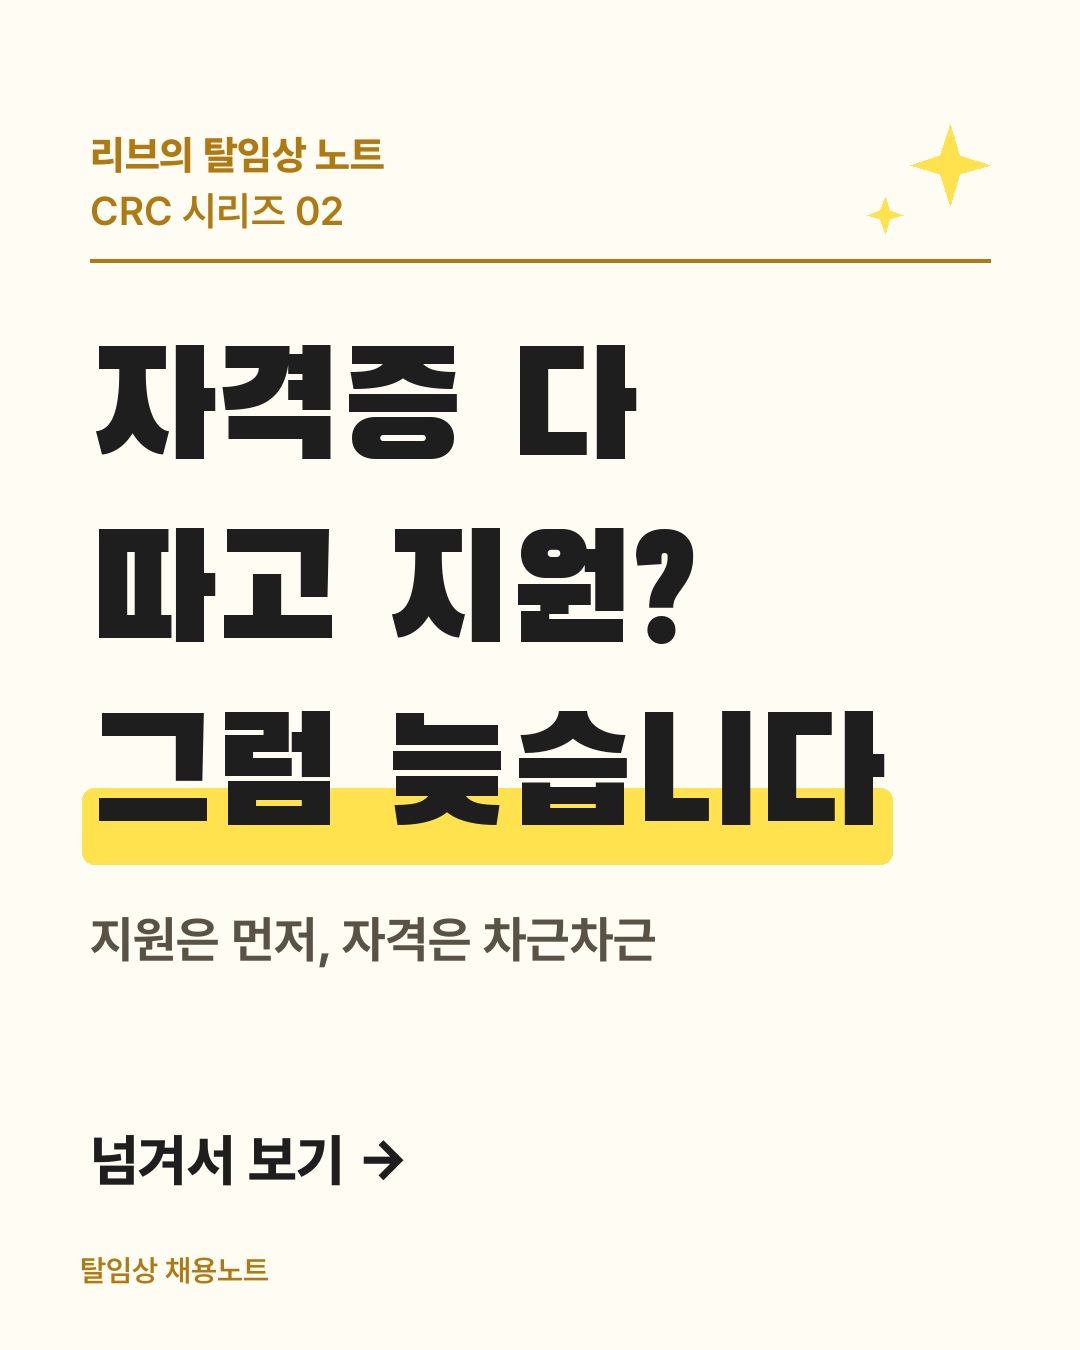 리브의 탈임상 노트
CRC 시리즈 02
자격증 다
따고 지원?
그럼 늦습니다
지원은 먼저, 자격은 차근차근
넘겨서 보기 →
탈임상 채용노트